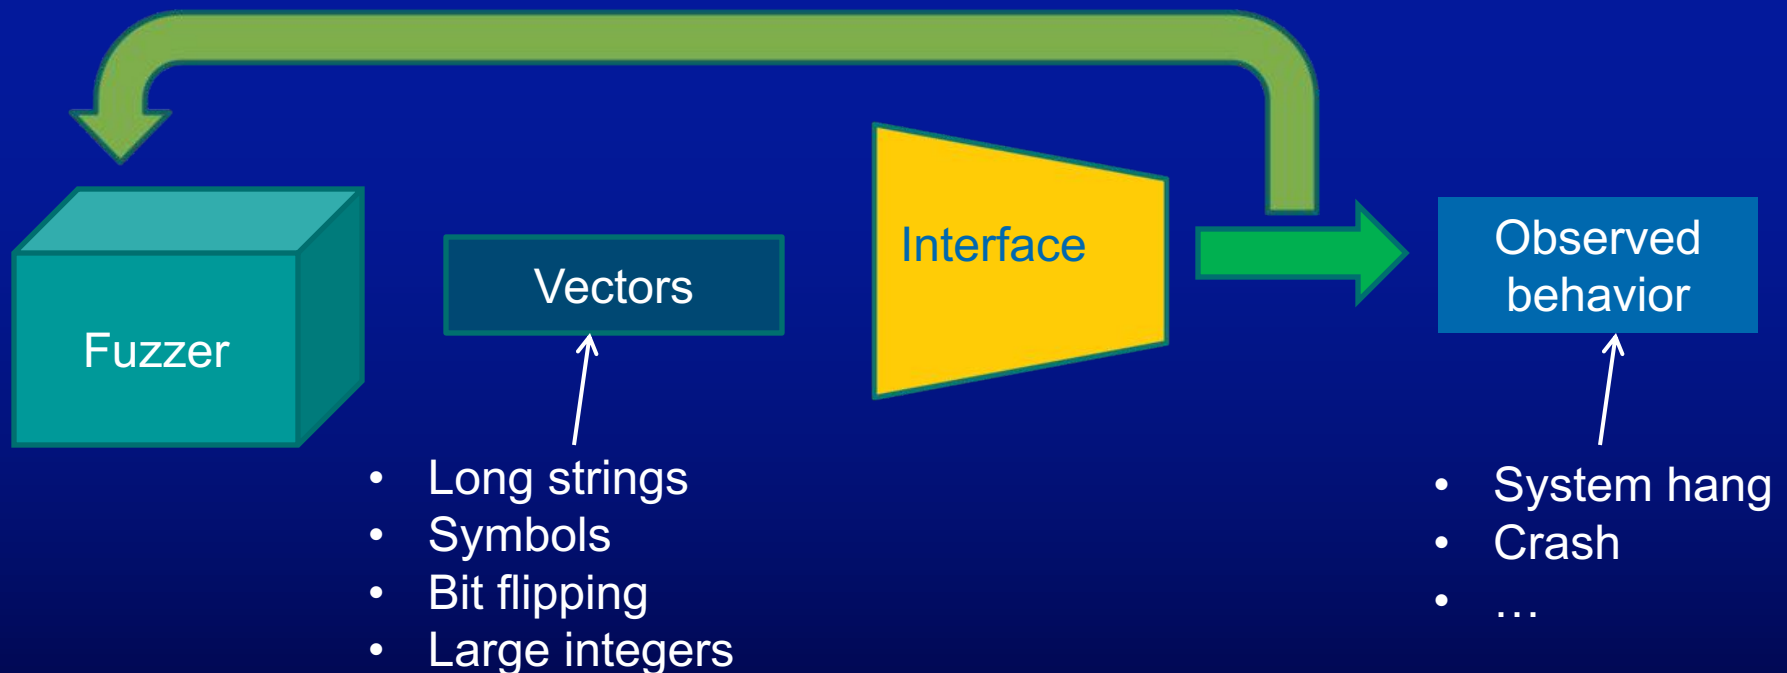 Fuzzer
Vectors
Interface
Observed
behavior
• Long strings
• Symbols
• Bit flipping
• Large integers
• System hang
• Crash
• …